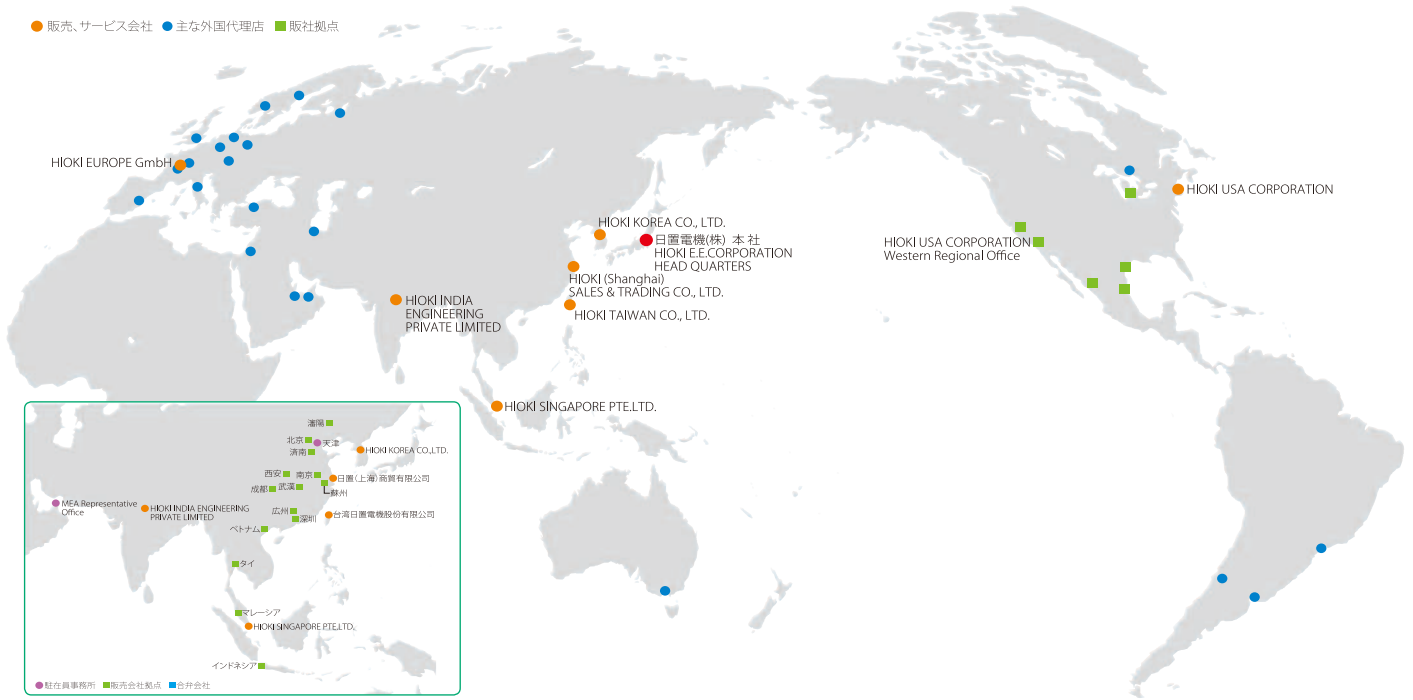 販売、サービス会社 主な外国代理店 販社拠点
HIOKI EUROPE GmbH
HIOKI KOREA CO., LTD.
日置電機(株) 本 社
HIOKI E.E.CORPORATION
HEAD QUARTERS
HIOKI (Shanghai)
SALES & TRADING CO., LTD.
HIOKI TAIWAN CO., LTD.
HIOKI INDIA
ENGINEERING
PRIVATE LIMITED
HIOKI SINGAPORE PTE.LTD.
HIOKI USA CORPORATION
HIOKI USA CORPORATION
Western Regional Office
瀋陽
北京
天津
済南
HIOKI KOREA CO.,LTD.
西安
南京
日置(上海)商貿有限公司
成都
武漢
蘇州
MEA Representative
Office
HIOKI INDIA ENGINEERING
PRIVATE LIMITED
広州
深圳
台湾日置電機股份有限公司
ベトナム
タイ
マレーシア
HIOKI SINGAPORE PTE.LTD.
インドネシア
駐在員事務所 販売会社拠点 合弁会社